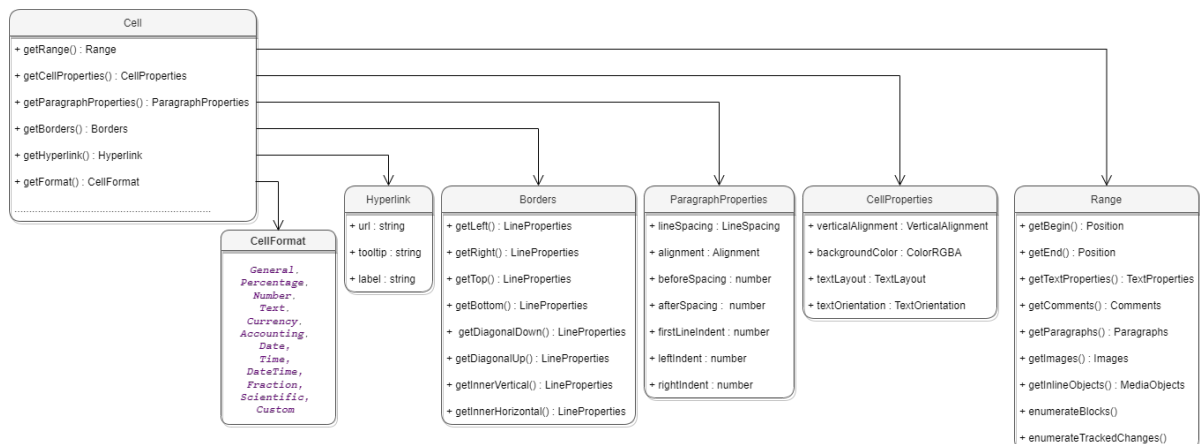 Cell
+ getRange() : Range
+ getCellProperties() : CellProperties
+ getParagraphProperties() : ParagraphProperties
+ getBorders() : Borders
+ getHyperlink() : Hyperlink
+ getFormat() : CellFormat
CellFormat
General.
Percentage.
Number.
Text.
Currency.
Accounting.
Date,
Time,
DateTime,
Fraction,
Scientific,
Custom
Hyperlink
+ url : string
+ tooltip : string
+ label : string
Borders
+ getLeft() : LineProperties
+ getRight() : LineProperties
+ getTop() : LineProperties
+ getBottom() : LineProperties
+ getDiagonalDown() : LineProperties
+ getDiagonalUp() : LineProperties
+ getInnerVertical() : LineProperties
+ getInnerHorizontal() : LineProperties
ParagraphProperties
+ lineSpacing : LineSpacing
+ alignment : Alignment
+ beforeSpacing : number
+ afterSpacing : number
+ firstLineIndent : number
+ leftIndent : number
+ rightIndent : number
CellProperties
+ verticalAlignment : VerticalAlignment
+ backgroundColor : ColorRGBA
+ textLayout : TextLayout
+ textOrientation : TextOrientation
Range
+ getBegin() : Position
+ getEnd() : Position
+ getTextProperties() : TextProperties
+ getComments() : Comments
+ getParagraphs() : Paragraphs
+ getImages() : Images
+ getInlineObjects() : MediaObjects
+ enumerateBlocks()
+ enumerateTrackedChanges()